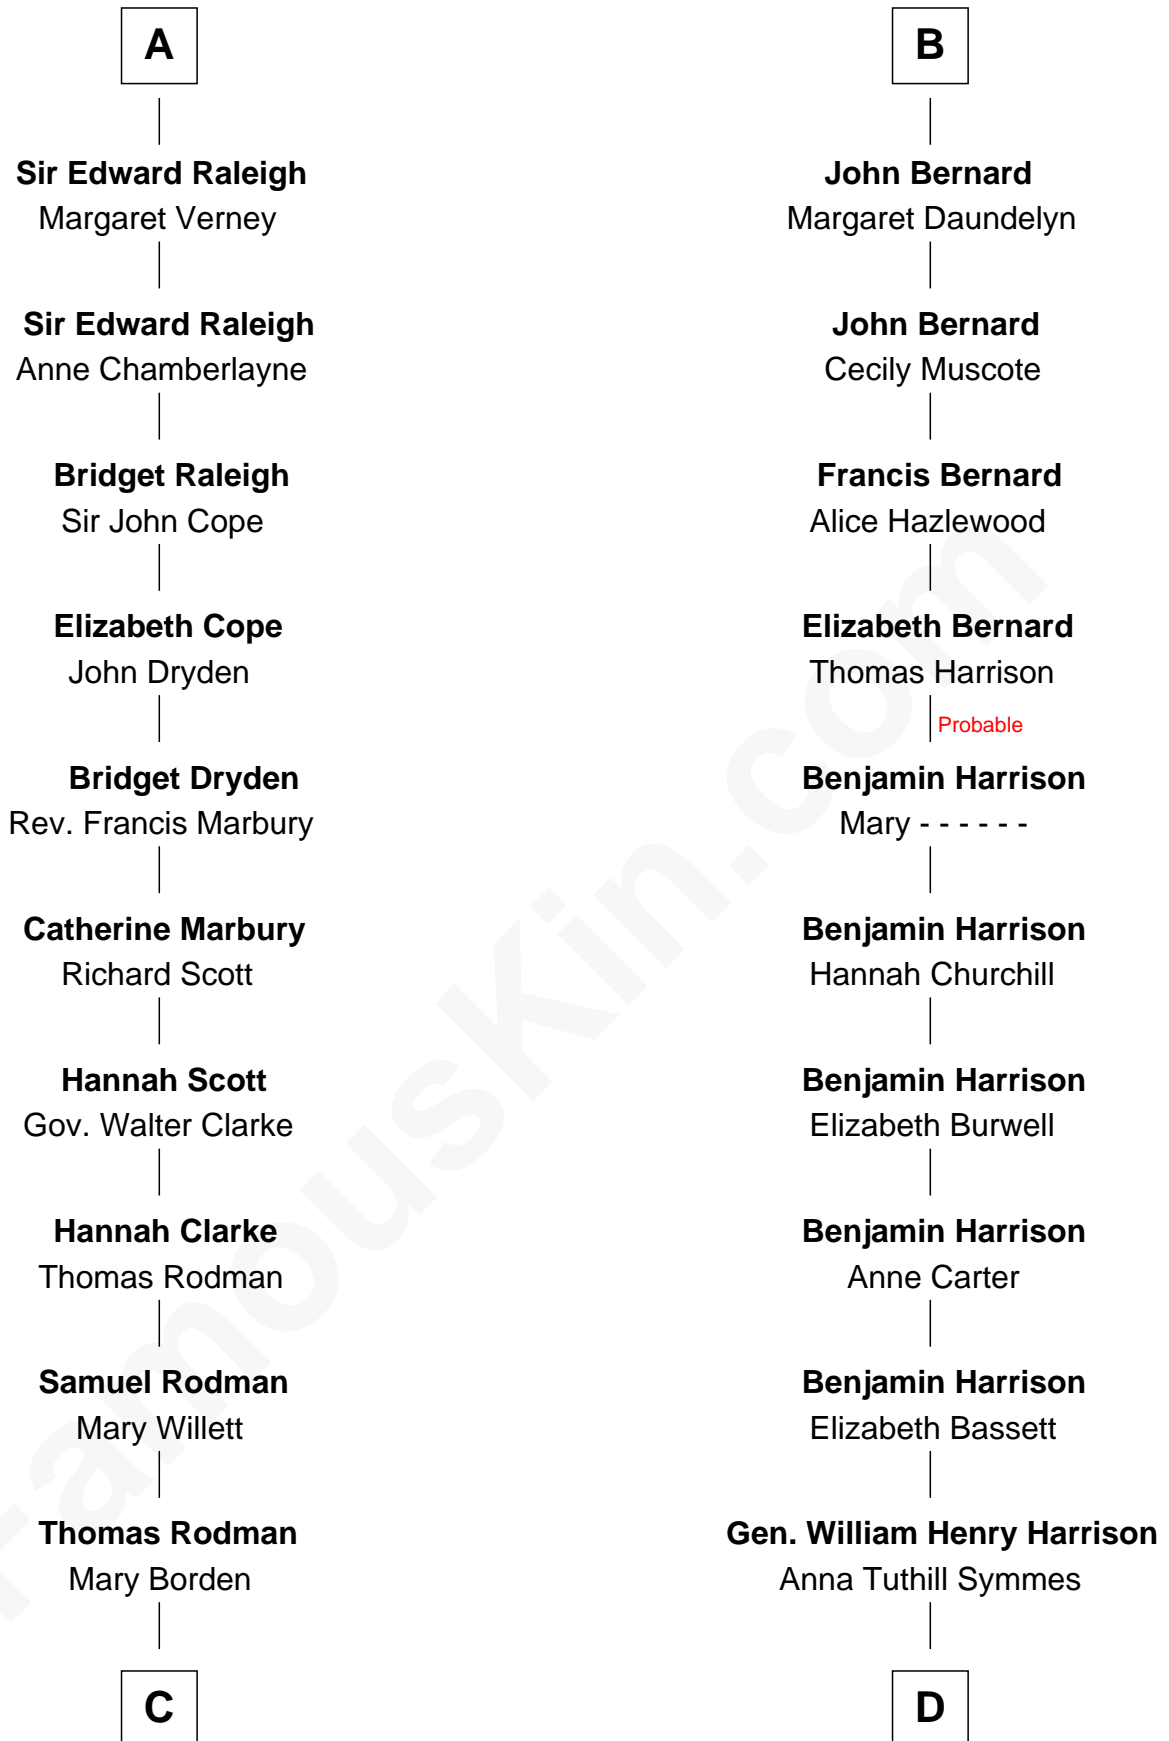 A
Sir Edward Raleigh
Margaret Verney
Sir Edward Raleigh
Anne Chamberlayne
Bridget Raleigh
Sir John Cope
Elizabeth Cope
John Dryden
Bridget Dryden
Rev. Francis Marbury
Catherine Marbury
Richard Scott
Hannah Scott
Gov. Walter Clarke
Hannah Clarke
Thomas Rodman
Samuel Rodman
Mary Willett
Thomas Rodman
Mary Borden
C
B
John Bernard
Margaret Daundelyn
John Bernard
Cecily Muscote
Francis Bernard
Alice Hazlewood
Elizabeth Bernard
Thomas Harrison
Probable
Benjamin Harrison
Mary - - - - - -
Benjamin Harrison
Hannah Churchill
Benjamin Harrison
Elizabeth Burwell
Benjamin Harrison
Anne Carter
Benjamin Harrison
Elizabeth Bassett
Gen. William Henry Harrison
Anna Tuthill Symmes
D
FamousKin.com